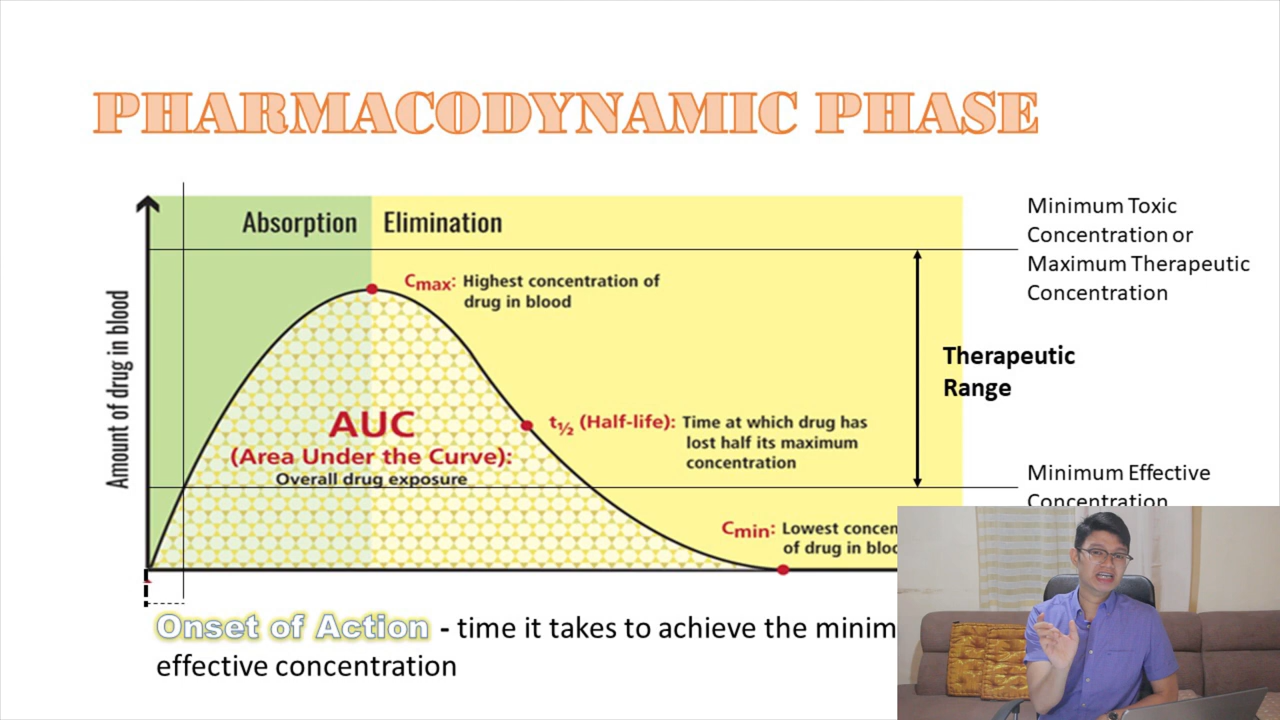 PHARMACODYNAMIC PHASE
Absorption
Elimination
Minimum Toxic
Concentration or
Maximum Therapeutic
Concentration
Amount of drug in blood
Cmax: Highest concentration of
drug in blood
Therapeutic
Range
AUC
(Area Under the Curve):
Overall drug exposure
t½ (Half-life): Time at which drug has
lost half its maximum
concentration
Minimum Effective
Concentration
Cmin: Lowest concen
of drug in bloo
Onset of Action - time it takes to achieve the minim
effective concentration